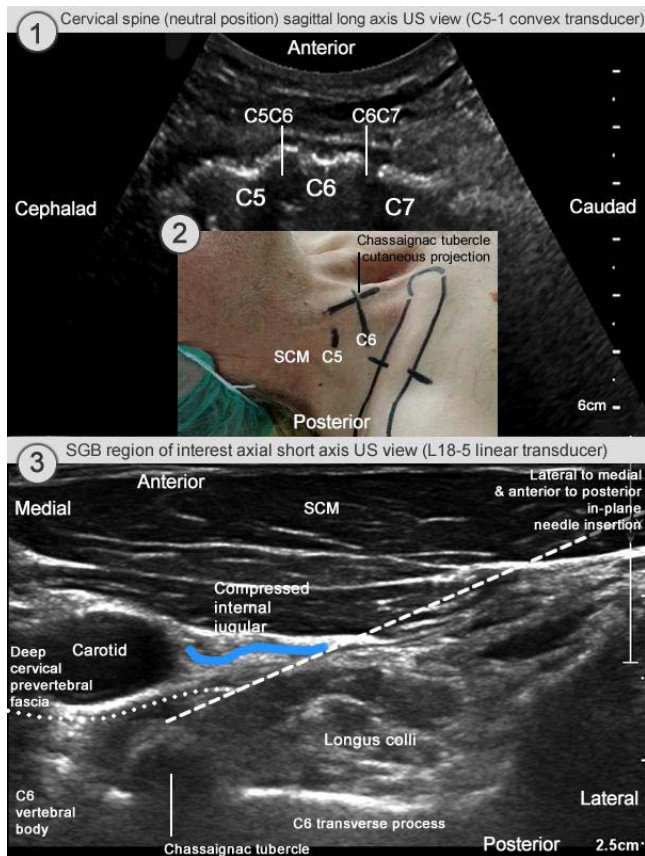 1
Cervical spine (neutral position) sagittal long axis US view (C5-1 convex transducer)
Anterior
C5C6
C6C7
C5
C6
C7
Cephalad
Caudad
2
Chassaignac tubercle
cutaneous projection
SCM
C5
C6
Posterior
6cm
3
SGB region of interest axial short axis US view (L18-5 linear transducer)
Anterior
Medial
SCM
Lateral to medial
& anterior to posterior
in-plane
needle insertion
Compressed
internal
jugular
Carotid
Deep
cervical
prevertebral
fascia
Longus colli
C6
vertebral
body
C6 transverse process
Lateral
Chassaignac tubercle
Posterior
2.5cm